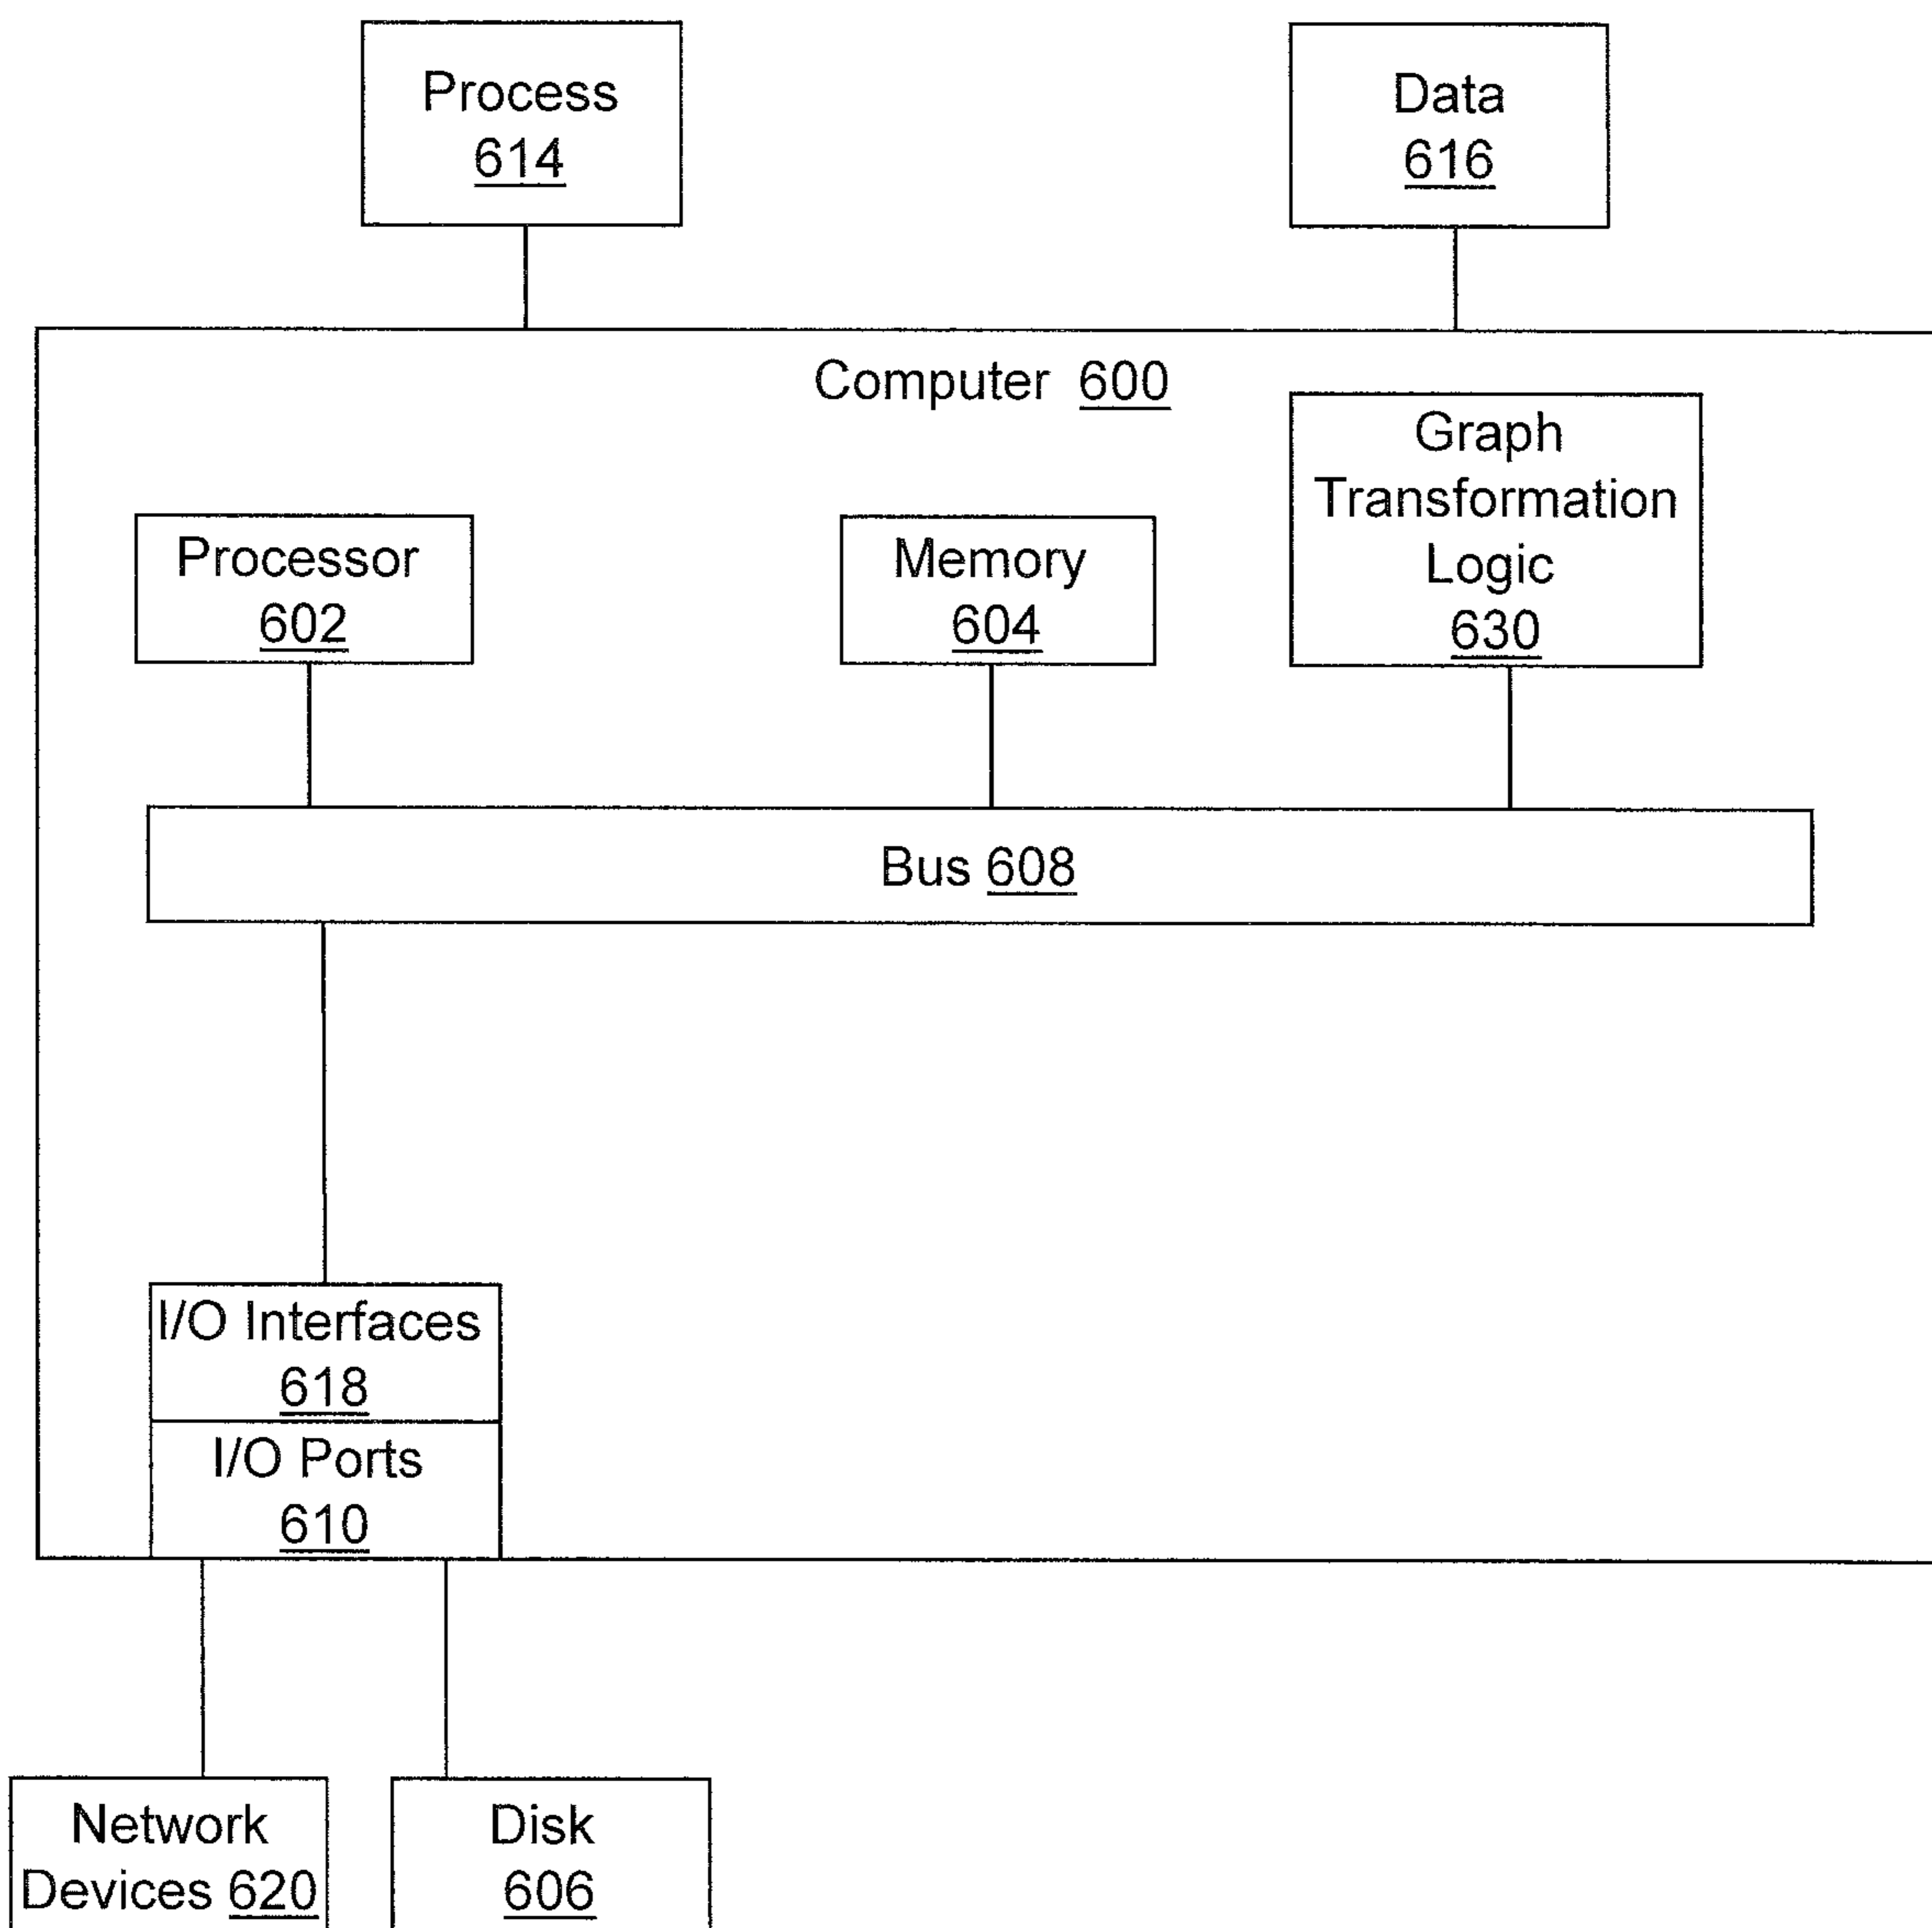 Process
614
Data
616
Computer 600
Graph
Transformation
Logic
630
Processor
602
Memory
604
Bus 608
I/O Interfaces
618
I/O Ports
610
Network
Devices 620
Disk
606